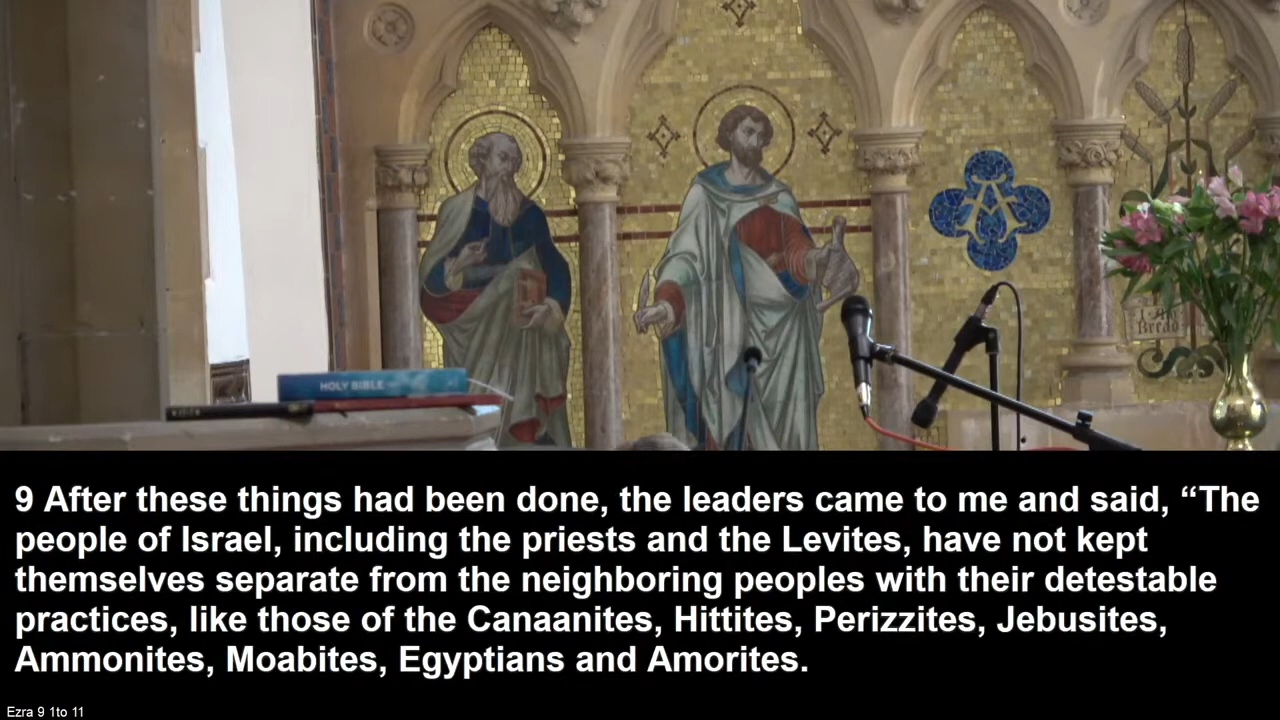 HOLY BIBLE
I Am
Bread
9 After these things had been done, the leaders came to me and said, “The
people of Israel, including the priests and the Levites, have not kept
themselves separate from the neighboring peoples with their detestable
practices, like those of the Canaanites, Hittites, Perizzites, Jebusites,
Ammonites, Moabites, Egyptians and Amorites.
Ezra 9 1to 11